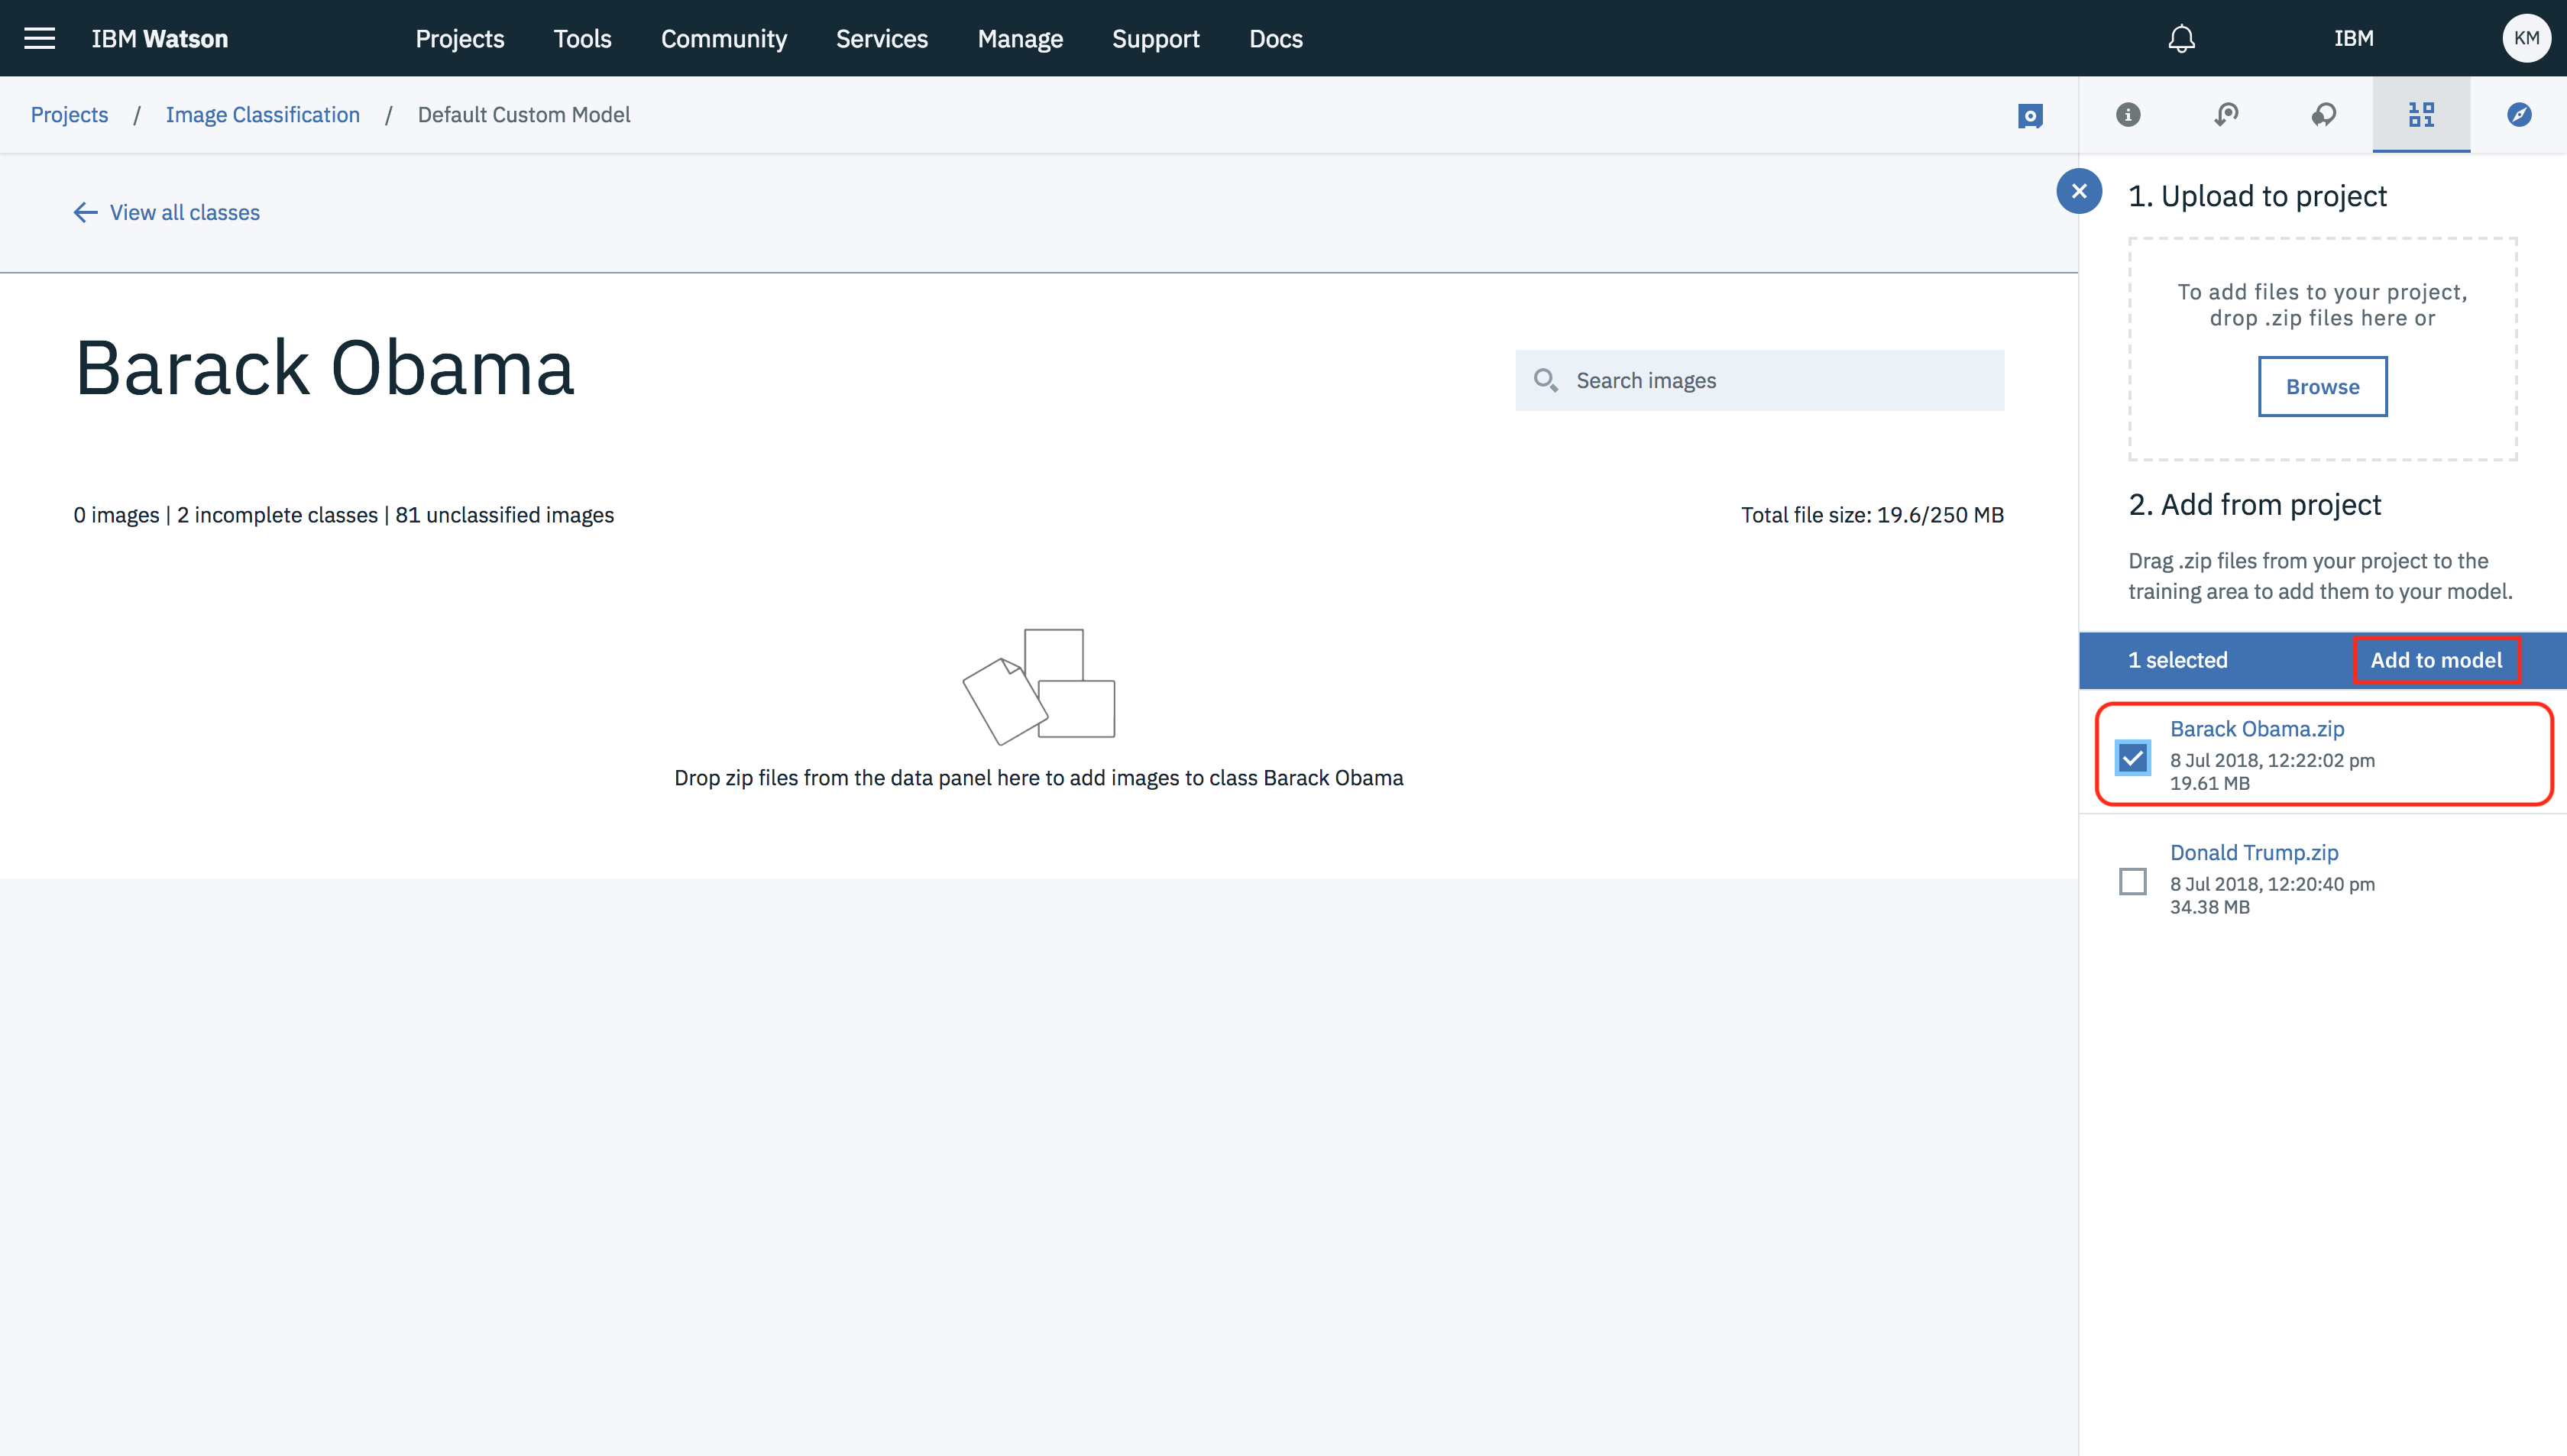 IBM Watson
Projects
Tools
Community
Services
Manage
Support
Docs
IBM
KM
Projects / Image Classification / Default Custom Model
View all classes
Barack Obama
Search images
0 images | 2 incomplete classes | 81 unclassified images
Total file size: 19.6/250 MB
Drop zip files from the data panel here to add images to class Barack Obama
1. Upload to project
To add files to your project,
drop .zip files here or
Browse
2. Add from project
Drag .zip files from your project to the
training area to add them to your model.
1 selected
Add to model
Barack Obama.zip
8 Jul 2018, 12:22:02 pm
19.61 MB
Donald Trump.zip
8 Jul 2018, 12:20:40 pm
34.38 MB